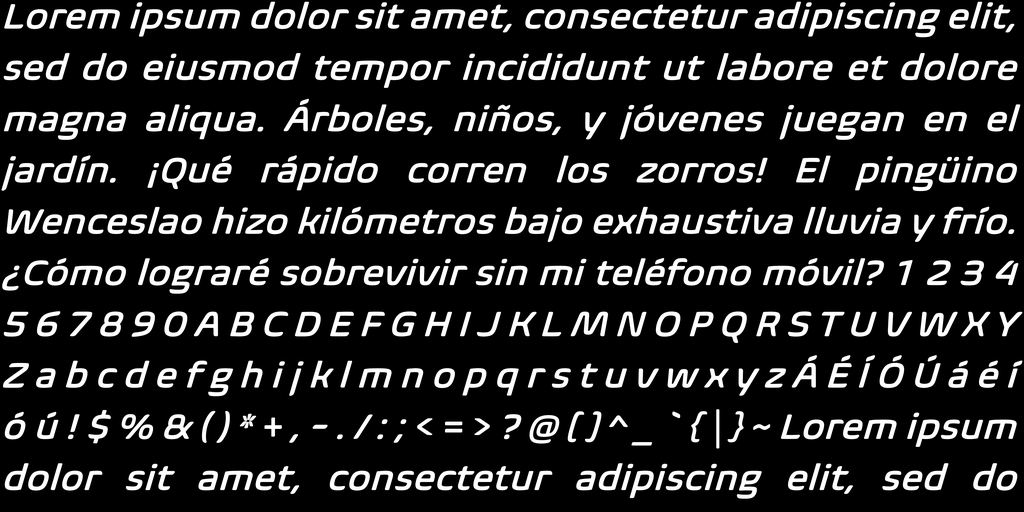 Lorem ipsum dolor sit amet, consectetur adipiscing elit,
sed do eiusmod tempor incididunt ut labore et dolore
magna aliqua. Árboles, niños, y jóvenes juegan en el
jardín. ¡Qué rápido corren los zorros! El pingüino
Wenceslao hizo kilómetros bajo exhaustiva lluvia y frío.
¿Cómo lograré sobrevivir sin mi teléfono móvil? 1 2 3 4
5 6 7 8 9 0 A B C D E F G H I J K L M N O P Q R S T U V W X Y
Z a b c d e f g h i j k l m n o p q r s t u v w x y z Á É Í Ó Ú á é í
ó ú ! $ % & ( ) * + , - . / : ; < = > ? @ [ ] ^ _ ` { | } ~ Lorem ipsum
dolor sit amet, consectetur adipiscing elit, sed do